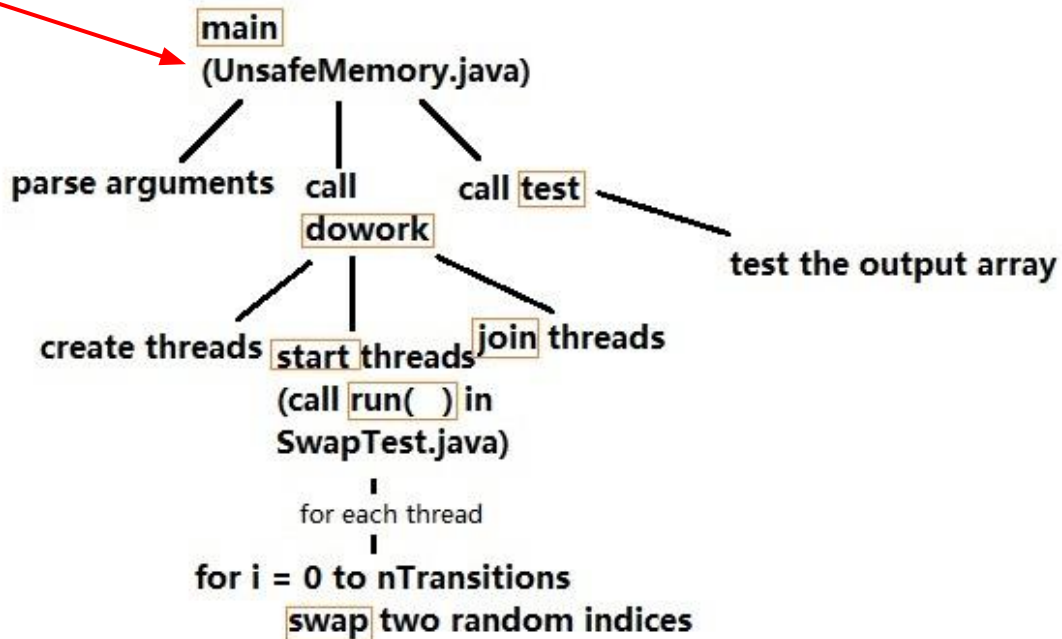 main
(UnsafeMemory.java)
parse arguments
call
dowork
call test
test the output array
create threads
start threads
(call run( ) in
SwapTest.java)
join threads
for each thread
for i = 0 to nTransitions
swap two random indices